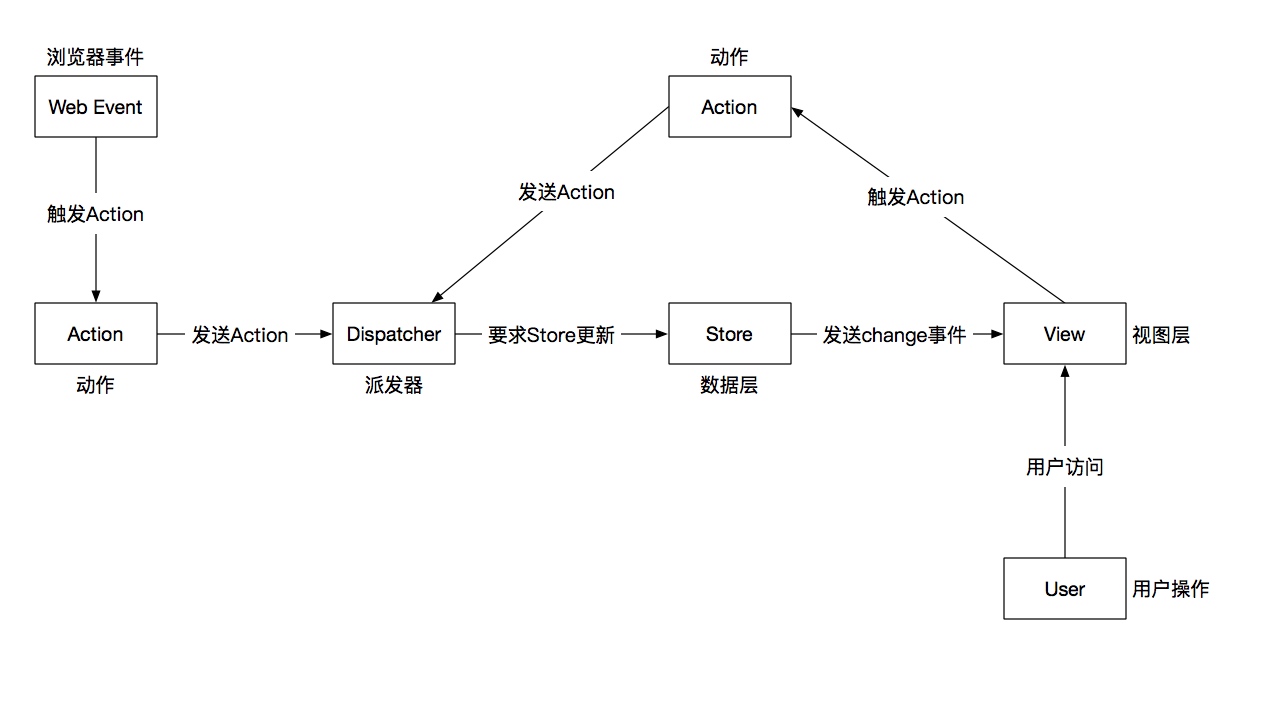 浏览器事件
动作
Web Event
Action
发送Action
触发Action
触发Action
Action
发送Action
Dispatcher
要求Store更新
Store
发送change事件
View
视图层
动作
派发器
数据层
用户访问
User
用户操作